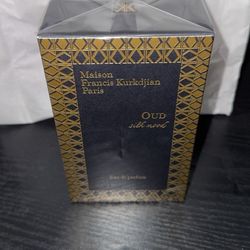 Maison
Francis Kurkdjian
Paris
OUD
silk mood
Eau de parfum